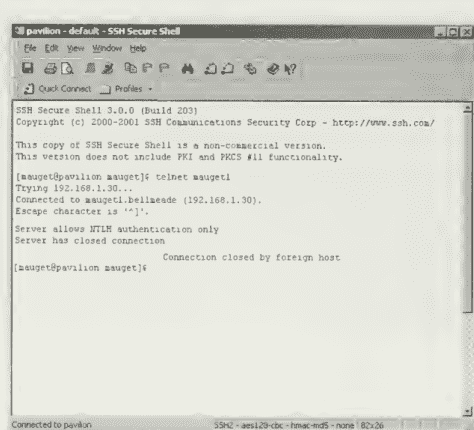 pavilion - default - SSH Secure Shell
File Edit View Window Help
Quick Connect Profiles
SSH Secure Shell 3.0.0 (Build 203)
Copyright (c) 2000-2001 SSH Communications Security Corp - http://www.ssh.com/
This copy of SSH Secure Shell is a non-commercial version.
This version does not include PKI and PKCS #11 functionality.
[mauget@pavilion mauget]$ telnet mauget1
Trying 192.168.1.30...
Connected to mauget1.bellmeade (192.168.1.30).
Escape character is '^]'.
Server allows NTLM authentication only
Server has closed connection
Connection closed by foreign host
[mauget@pavilion mauget]$
Connected to pavilion SSH2 - aes128-cbc - hmac-md5 - none 82x26